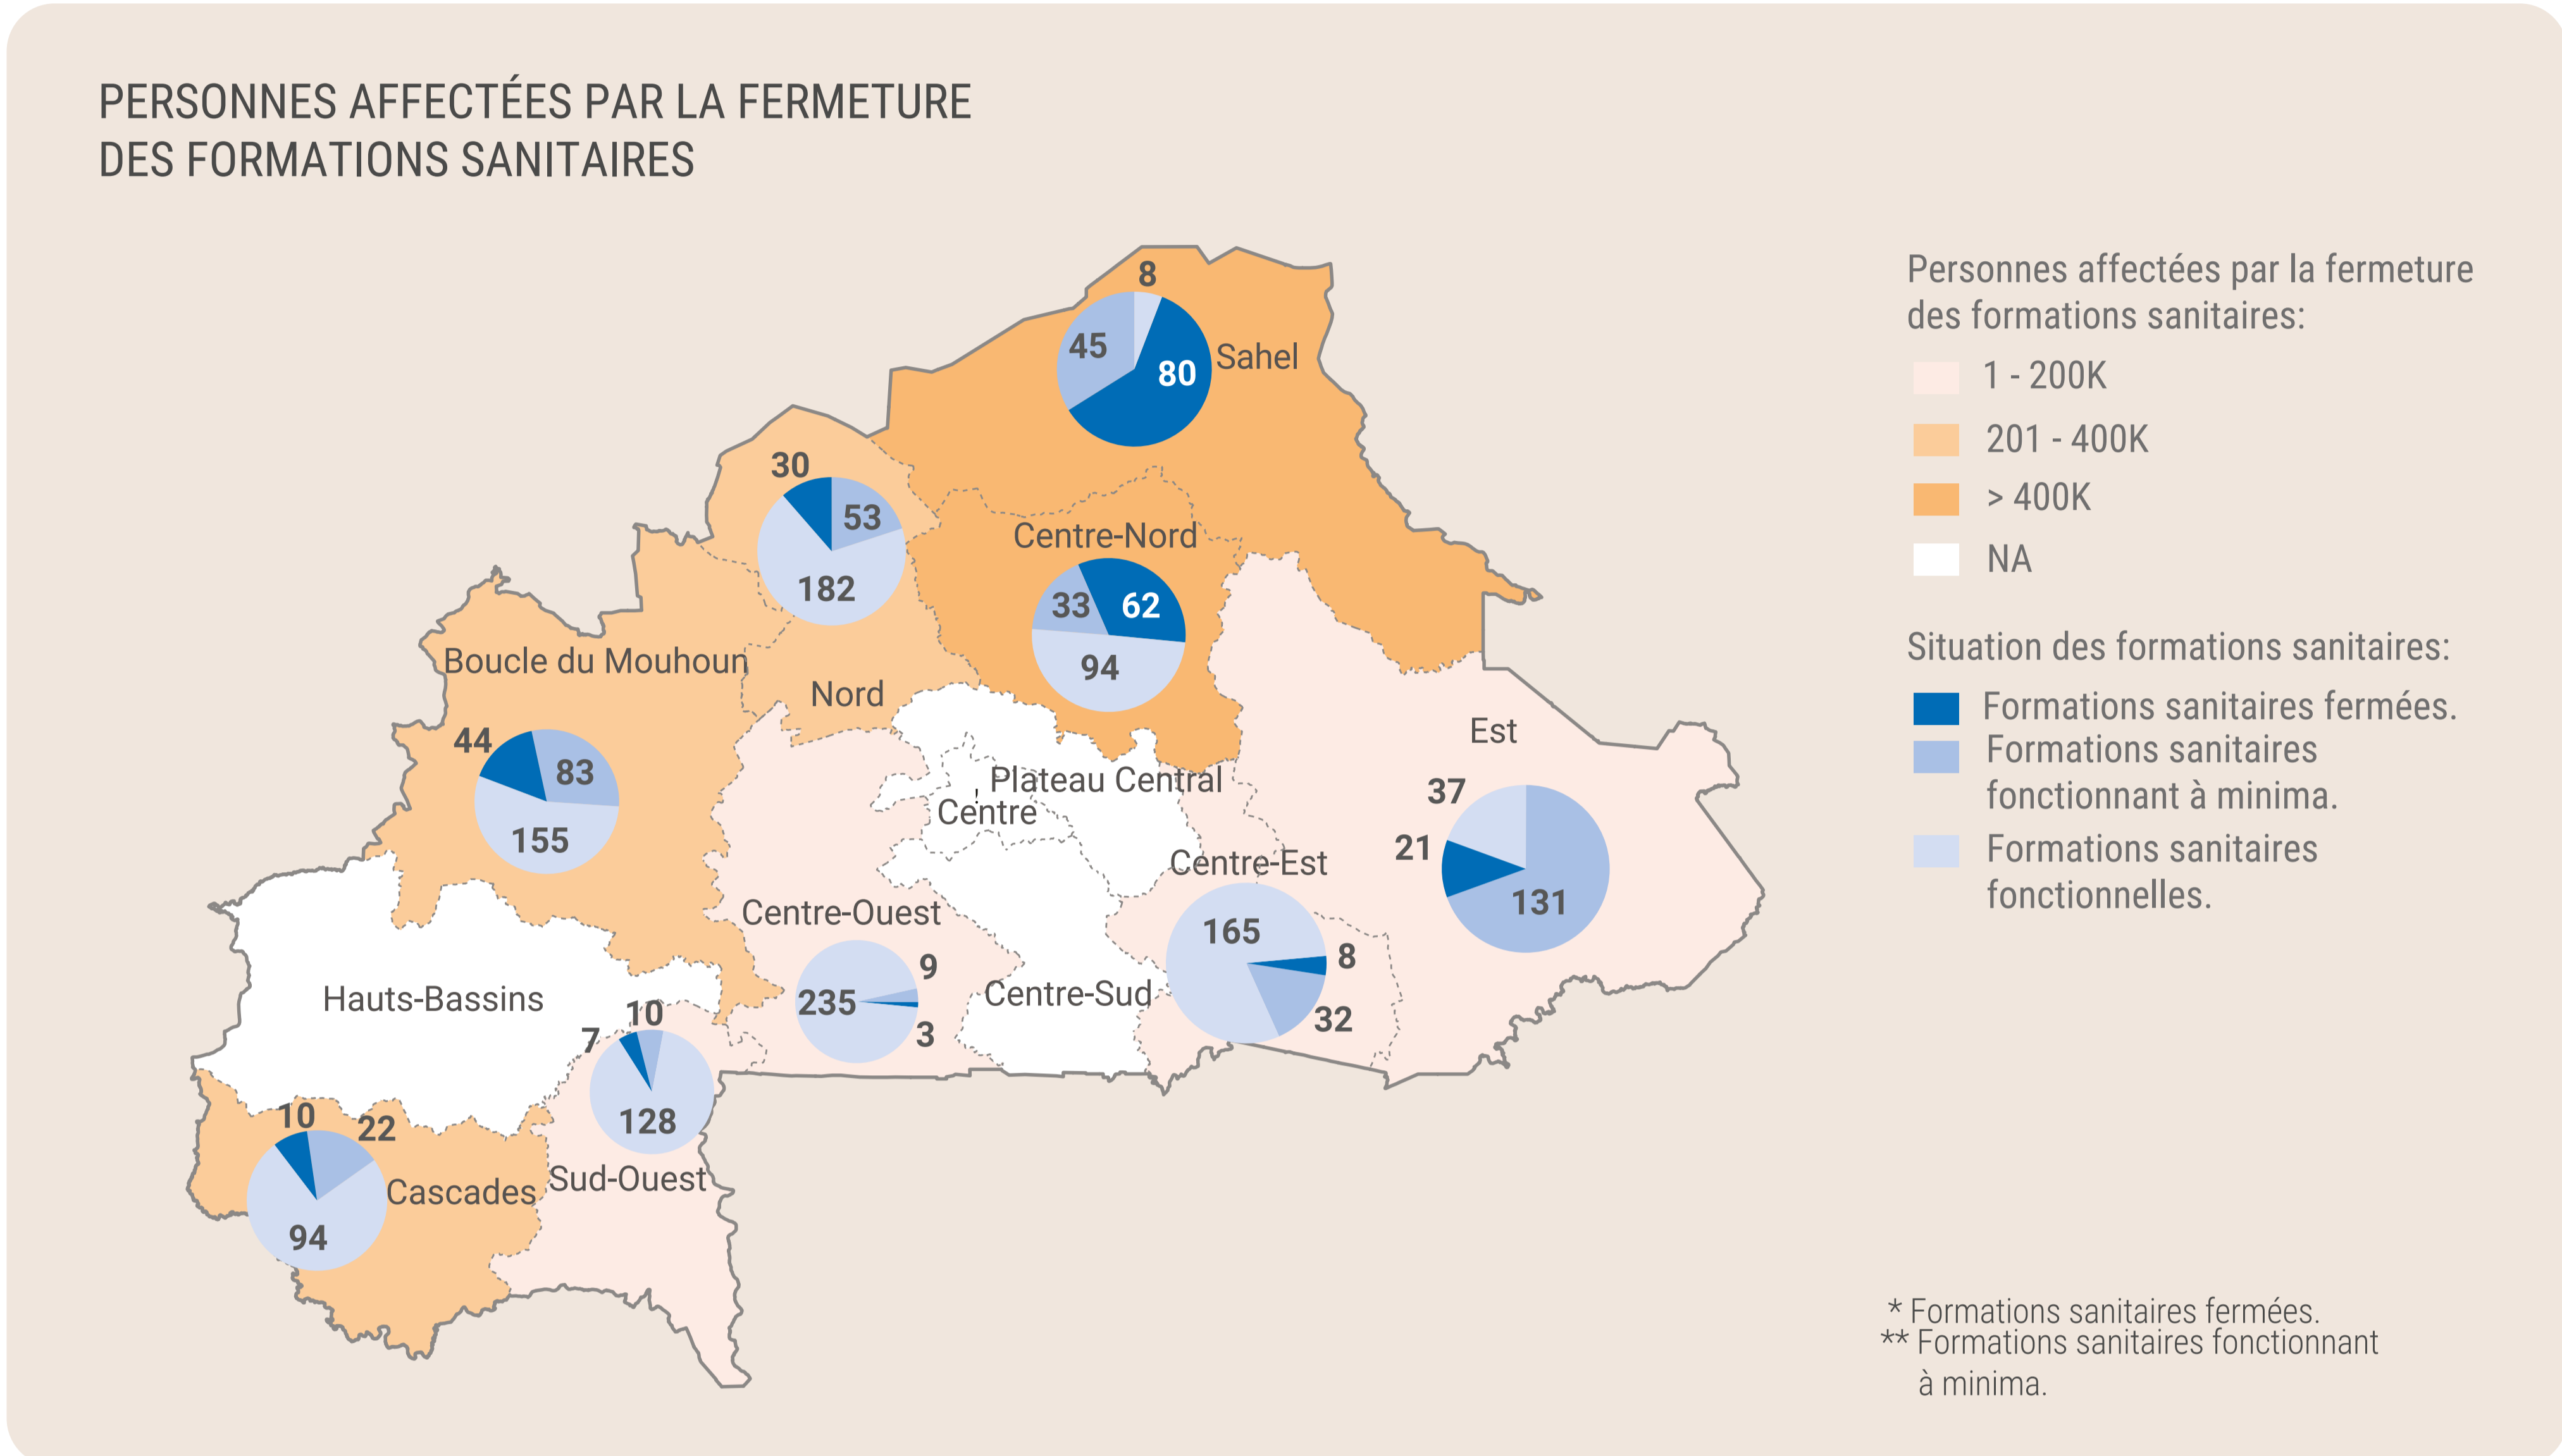 PERSONNES AFFECTÉES PAR LA FERMETURE
DES FORMATIONS SANITAIRES
8
45
80
Sahel
30
53
182
Centre-Nord
33
62
94
Boucle du Mouhoun
Nord
44
83
155
Est
Plateau Central
Centre
37
21
131
Centre-Est
165
8
32
Centre-Ouest
9
235
3
Centre-Sud
Hauts-Bassins
10
7
128
Sud-Ouest
10
22
Cascades
94
Personnes affectées par la fermeture
des formations sanitaires:
1 - 200K
201 - 400K
> 400K
NA
Situation des formations sanitaires:
Formations sanitaires fermées.
Formations sanitaires
fonctionnant à minima.
Formations sanitaires
fonctionnelles.
* Formations sanitaires fermées.
** Formations sanitaires fonctionnant
à minima.